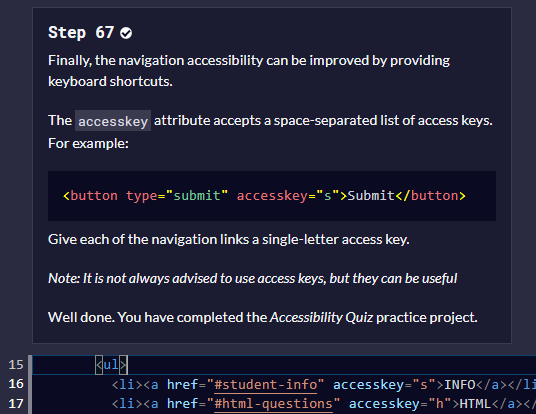 Step 67
Finally, the navigation accessibility can be improved by providing
keyboard shortcuts.
The accesskey attribute accepts a space-separated list of access keys.
For example:
<button type="submit" accesskey="s">Submit</button>
Give each of the navigation links a single-letter access key.
Note: It is not always advised to use access keys, but they can be useful
Well done. You have completed the Accessibility Quiz practice project.
15 <ul>
16 <li><a href="#student-info" accesskey="s">INFO</a></li
17 <li><a href="#html-questions" accesskey="h">HTML</a></